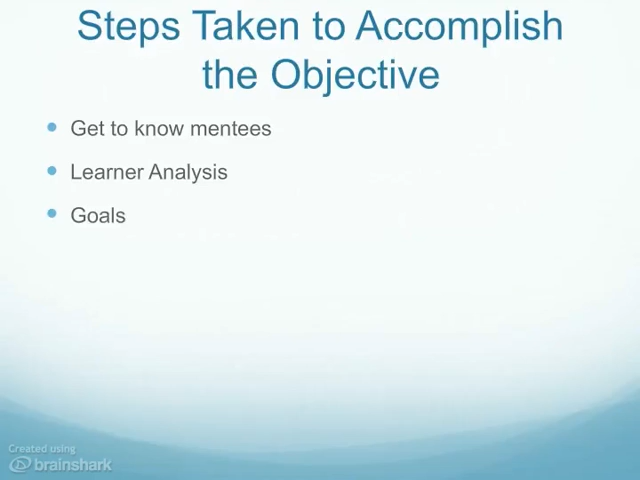 Steps Taken to Accomplish
the Objective
Get to know mentees
Learner Analysis
Goals
Created using
brainshark